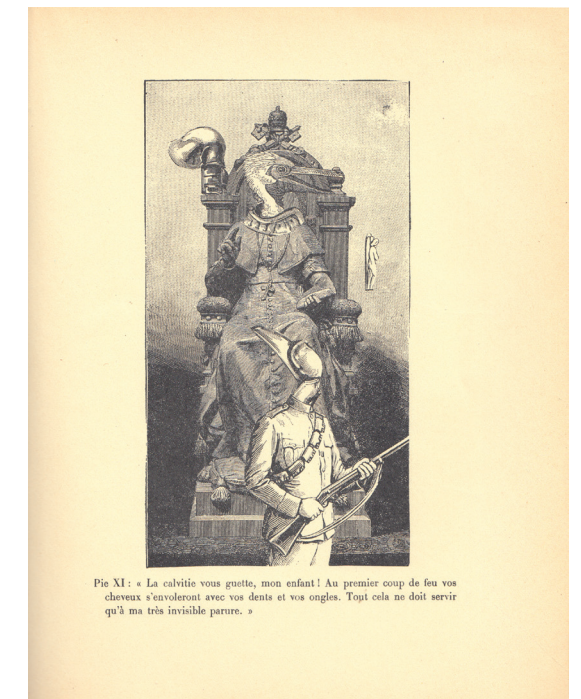 Pie XI : « La calvitie vous guette, mon enfant ! Au premier coup de feu vos
cheveux s'envoleront avec vos dents et vos ongles. Tout cela ne doit servir
qu'à ma très invisible parure. »